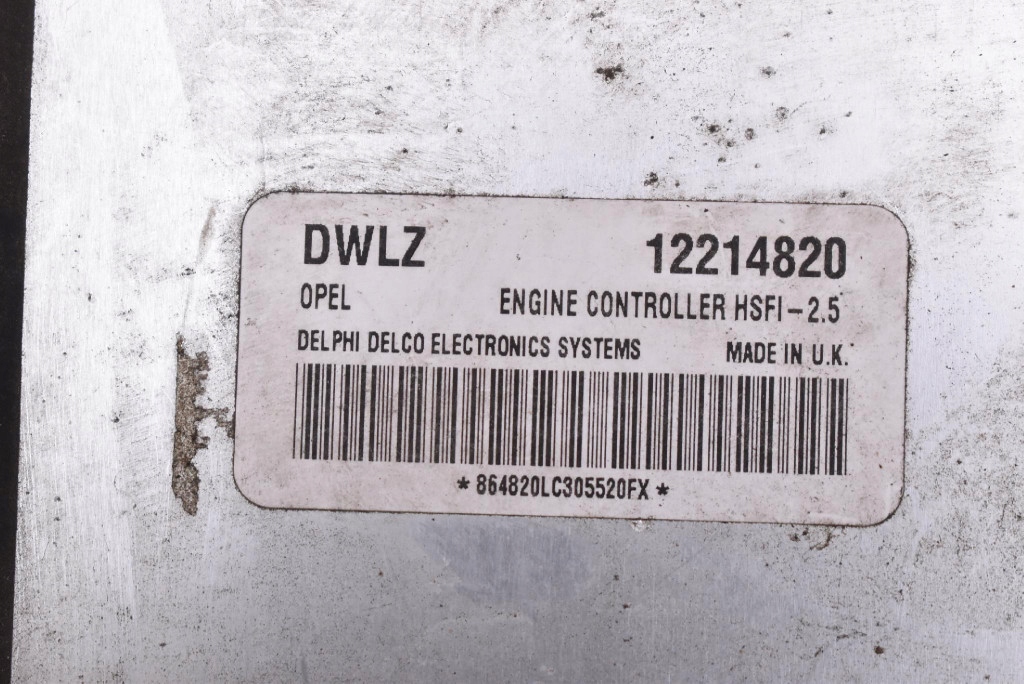 DWLZ 12214820
OPEL ENGINE CONTROLLER HSFI-2.5
DELPHI DELCO ELECTRONICS SYSTEMS MADE IN U.K.
*864820LC305520FX*